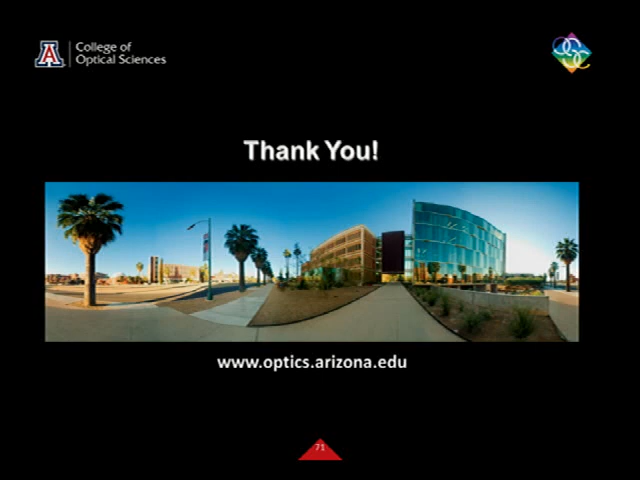 College of
Optical Sciences
Thank You!
www.optics.arizona.edu
71